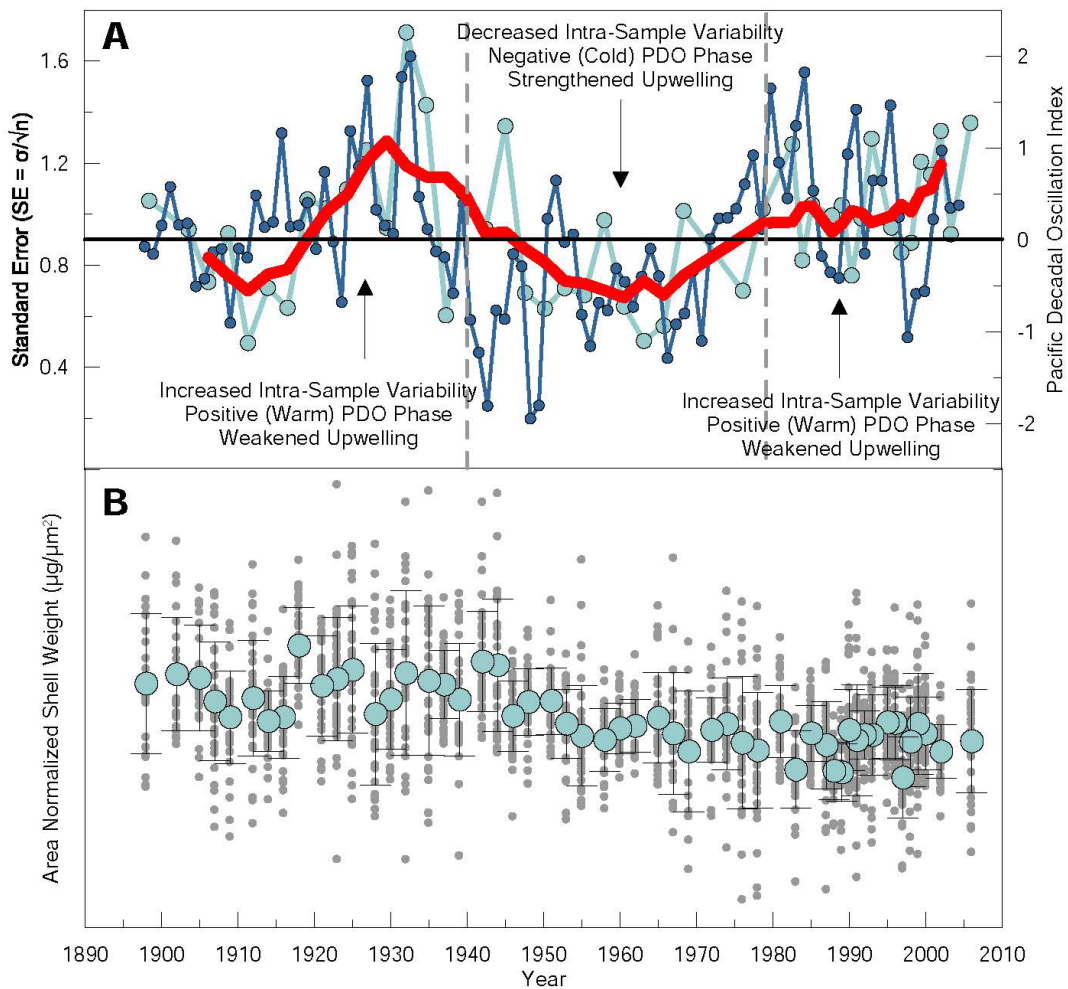 A
Decreased Intra-Sample Variability
Negative (Cold) PDO Phase
Strengthened Upwelling
1.6
1.2
0.8
0.4
Standard Error (SE = σ/√n)
2
1
0
-1
-2
Pacific Decadal Oscillation Index
Increased Intra-Sample Variability
Positive (Warm) PDO Phase
Weakened Upwelling
Increased Intra-Sample Variability
Positive (Warm) PDO Phase
Weakened Upwelling
B
Area Normalized Shell Weight (µg/µm²)
1890 1900 1910 1920 1930 1940 1950 1960 1970 1980 1990 2000 2010
Year